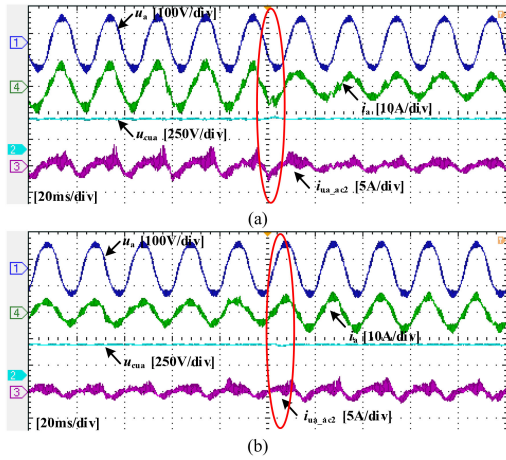 u_a [100V/div]
1
4
i_a [10A/div]
u_cua [250V/div]
2
3
i_ua_ac2 [5A/div]
[20ms/div]
(a)
u_a [100V/div]
1
4
i_a [10A/div]
u_cua [250V/div]
2
3
i_ua_ac2 [5A/div]
[20ms/div]
(b)